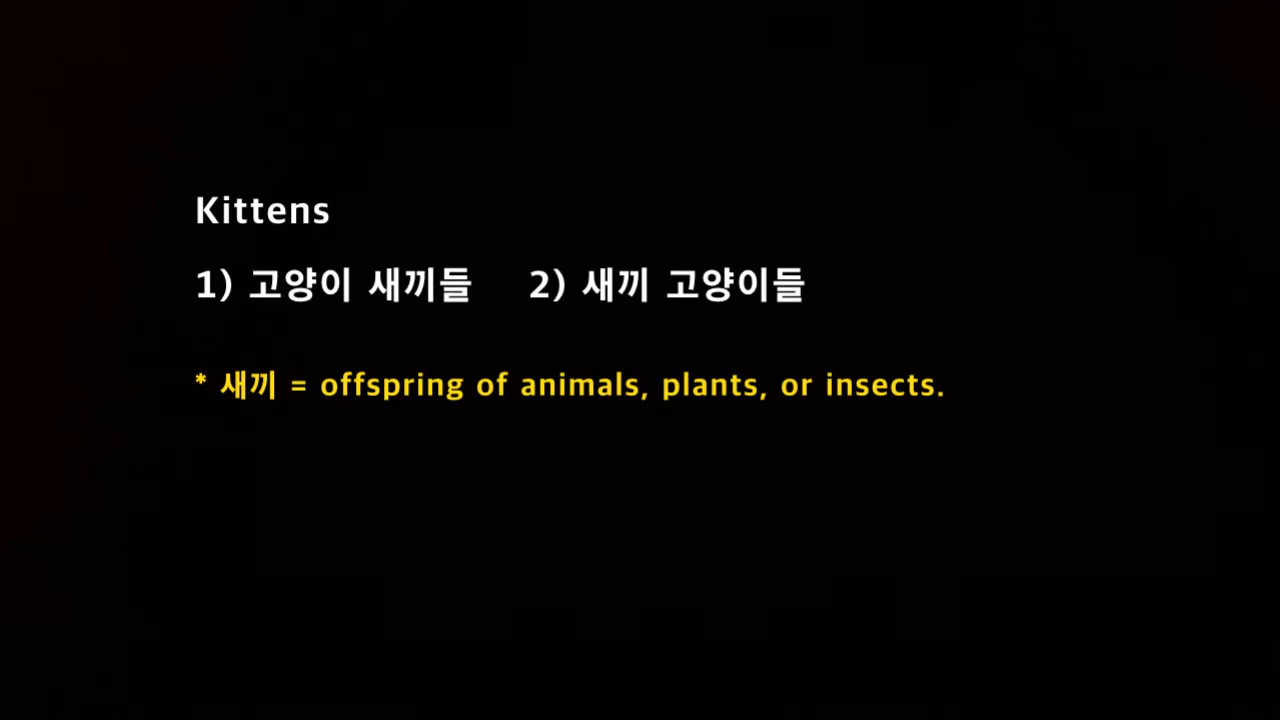 Kittens
1) 고양이 새끼들 2) 새끼 고양이들
* 새끼 = offspring of animals, plants, or insects.